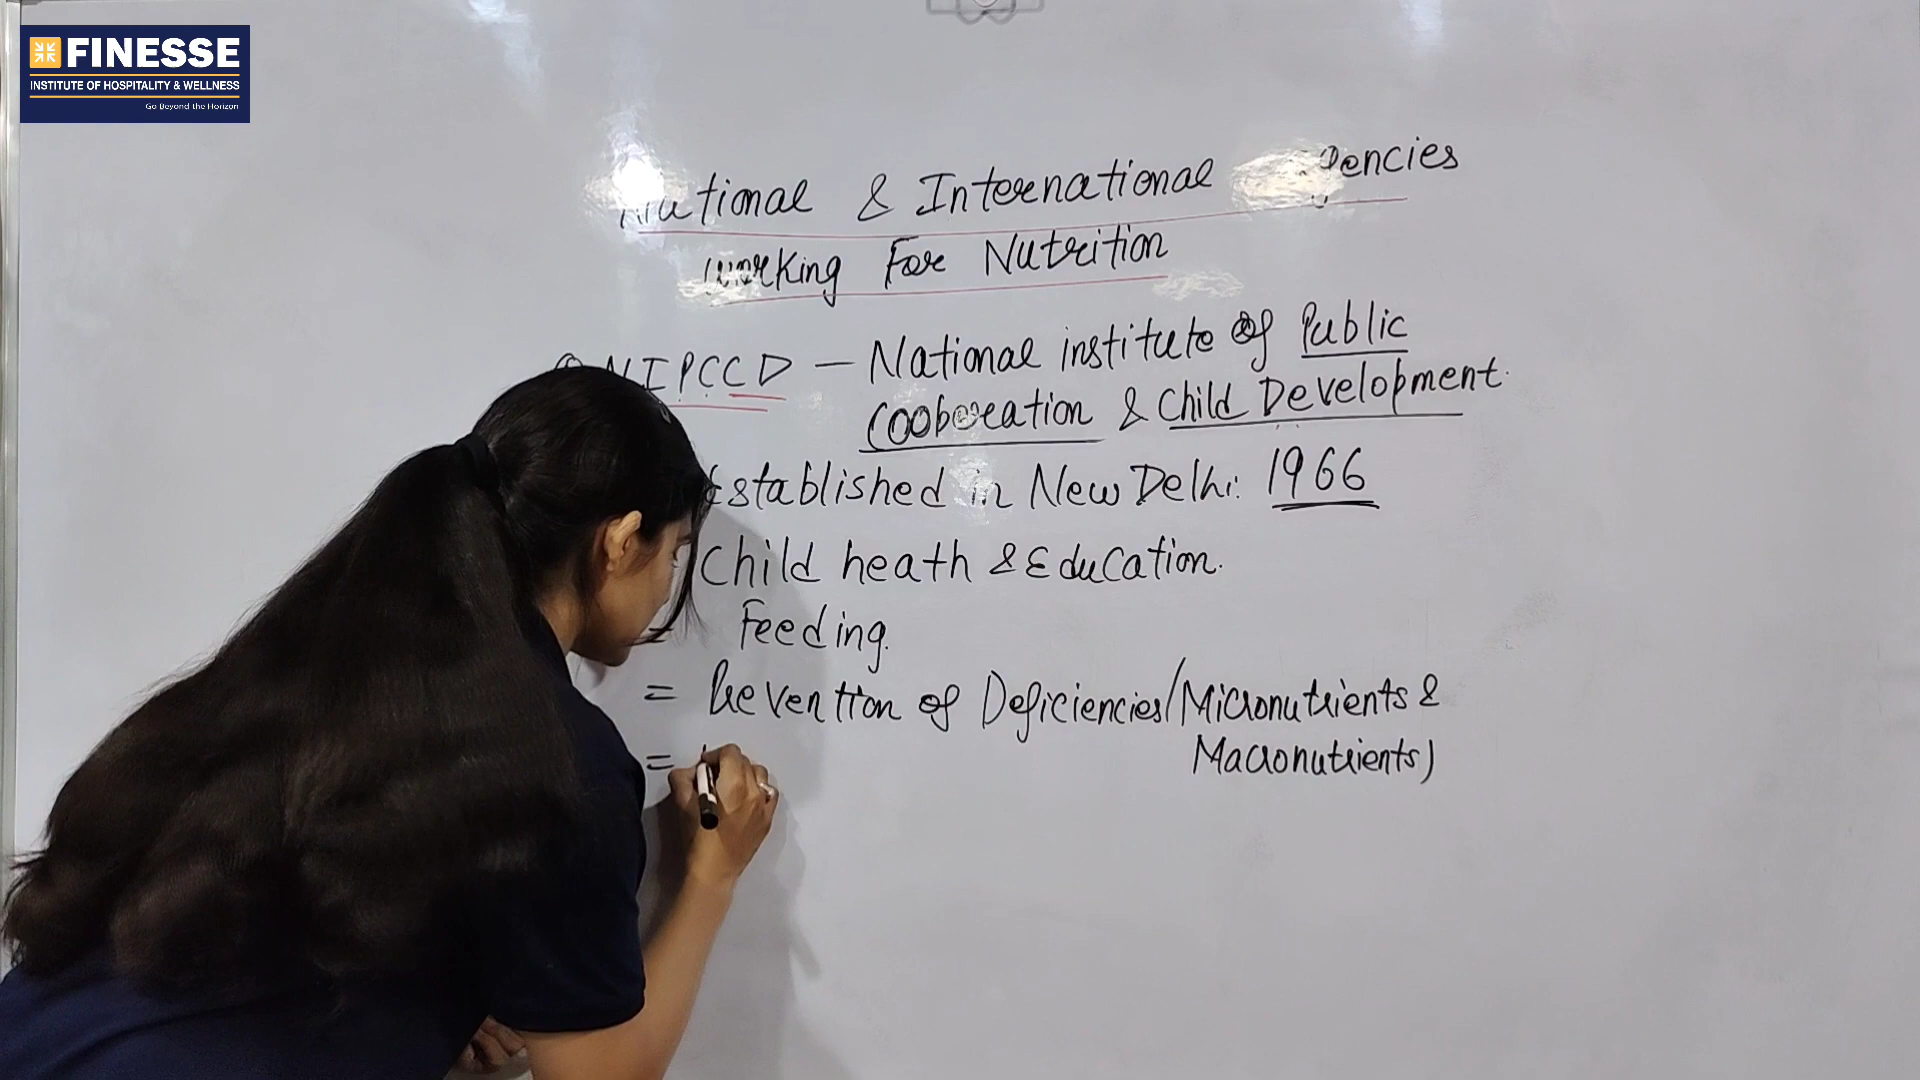 FINESSE
INSTITUTE OF HOSPITALITY & WELLNESS
Go Beyond the Horizon
National & International Agencies
working For Nutrition
NIPCCD – National institute of Public
Cooperation & Child Development.
Established in New Delhi: 1966
Child heath & Education.
= Feeding.
= Prevention of Deficiencies (Micronutrients &
Macronutrients)
=